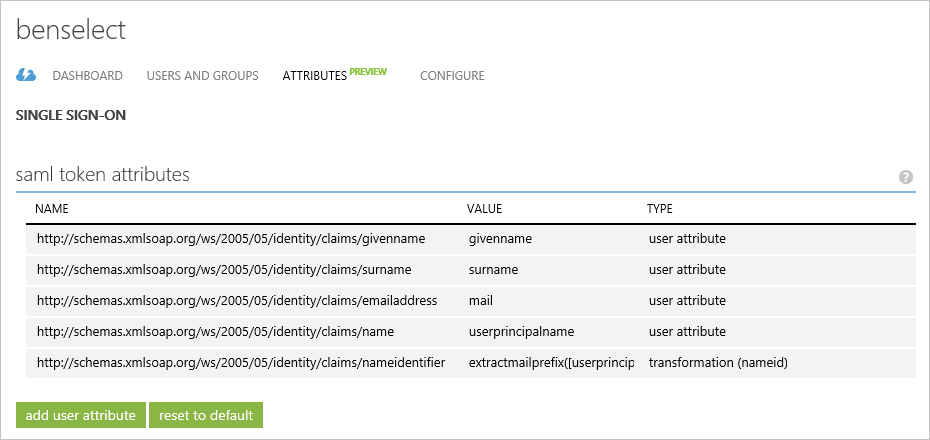 benselect
DASHBOARD USERS AND GROUPS ATTRIBUTES PREVIEW CONFIGURE
SINGLE SIGN-ON
saml token attributes ?
NAME VALUE TYPE
http://schemas.xmlsoap.org/ws/2005/05/identity/claims/givenname givenname user attribute
http://schemas.xmlsoap.org/ws/2005/05/identity/claims/surname surname user attribute
http://schemas.xmlsoap.org/ws/2005/05/identity/claims/emailaddress mail user attribute
http://schemas.xmlsoap.org/ws/2005/05/identity/claims/name userprincipalname user attribute
http://schemas.xmlsoap.org/ws/2005/05/identity/claims/nameidentifier extractmailprefix([userprincip transformation (nameid)
add user attribute reset to default